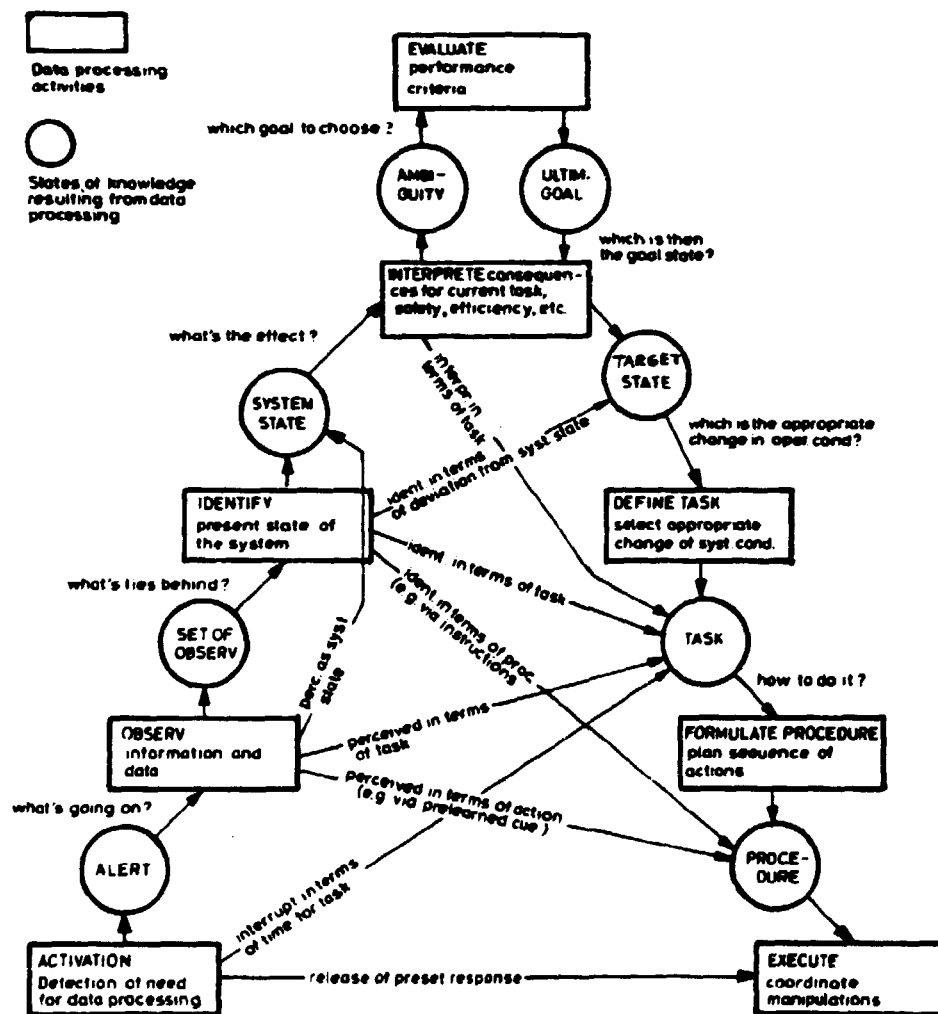 Data processing
activities
States of knowledge
resulting from data
processing
EVALUATE
performance
criteria
which goal to choose?
AMBI-
GUITY
ULTIM.
GOAL
which is then
the goal state?
INTERPRETE consequen-
ces for current task,
safety, efficiency, etc.
what's the effect?
SYSTEM
STATE
interpr. in
terms of task
TARGET
STATE
which is the appropriate
change in oper. cond?
ident in terms
of deviation from syst. state
IDENTIFY
present state of
the system
DEFINE TASK
select appropriate
change of syst. cond.
ident. in terms of task
ident. in terms of proc.
(e.g. via instructions
what's lies behind?
SET OF
OBSERV
perc. as syst
state
TASK
how to do it?
perceived in terms
of task
OBSERV
information and
data
FORMULATE PROCEDURE
plan sequence of
actions
perceived in terms of action
(e.g. via prelearned cue)
what's going on?
ALERT
PROCE-
DURE
interrupt in terms
of time for task
ACTIVATION
Detection of need
for data processing
release of preset response
EXECUTE
coordinate
manipulations